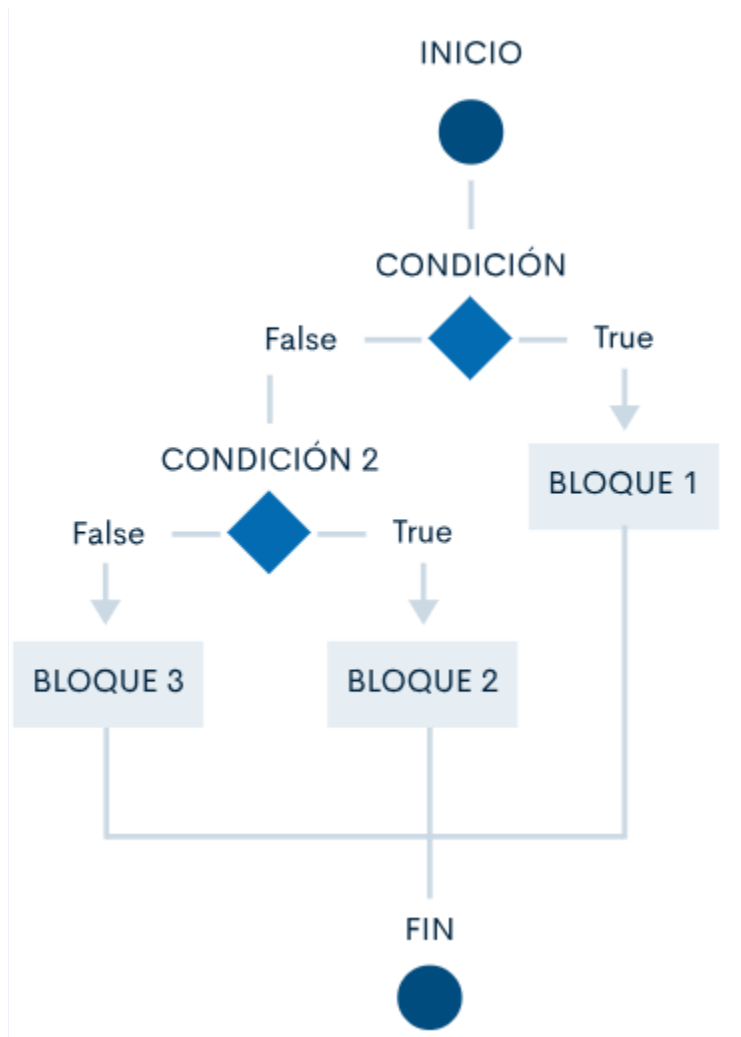 INICIO
CONDICIÓN
False
True
CONDICIÓN 2
BLOQUE 1
False
True
BLOQUE 3
BLOQUE 2
FIN